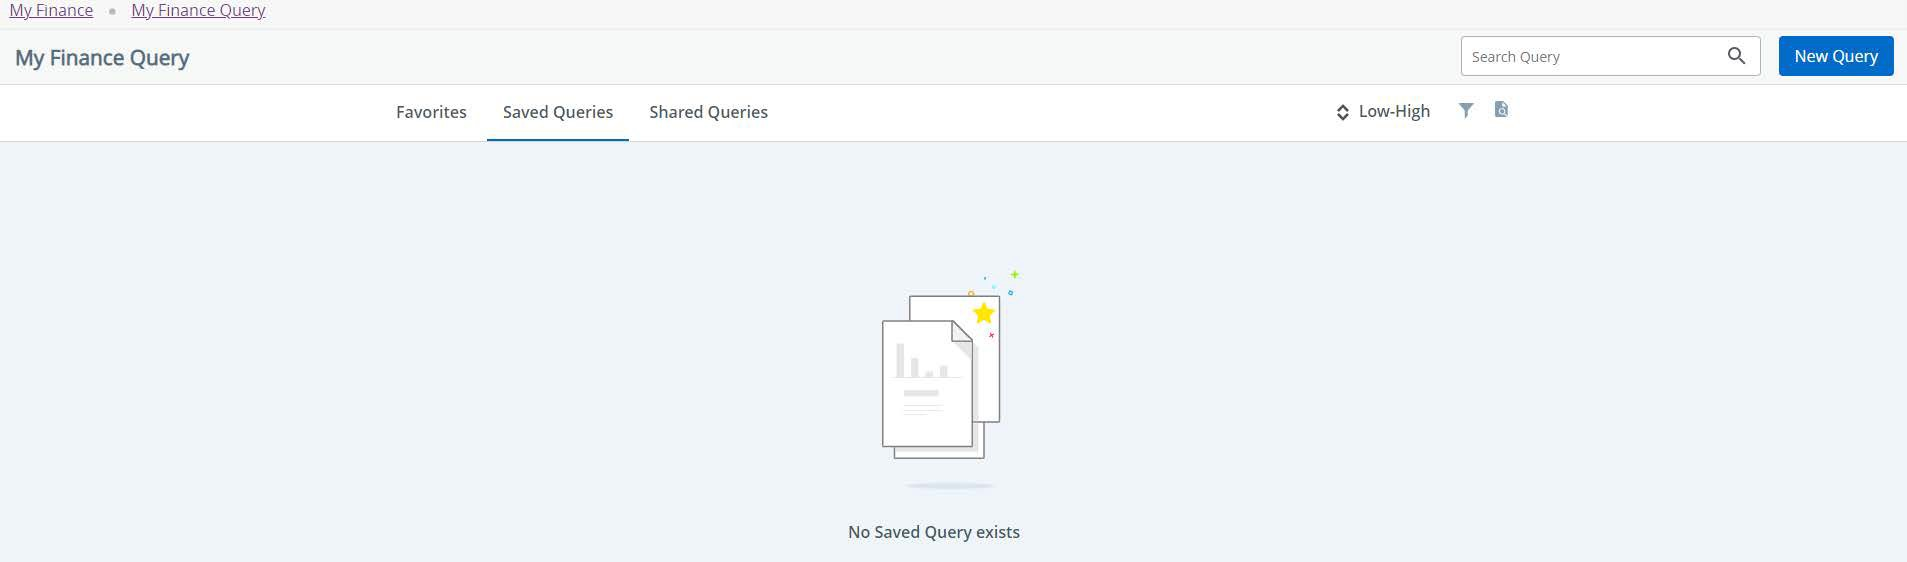 My Finance My Finance Query
My Finance Query
Search Query
New Query
Favorites Saved Queries Shared Queries
Low-High
No Saved Query exists